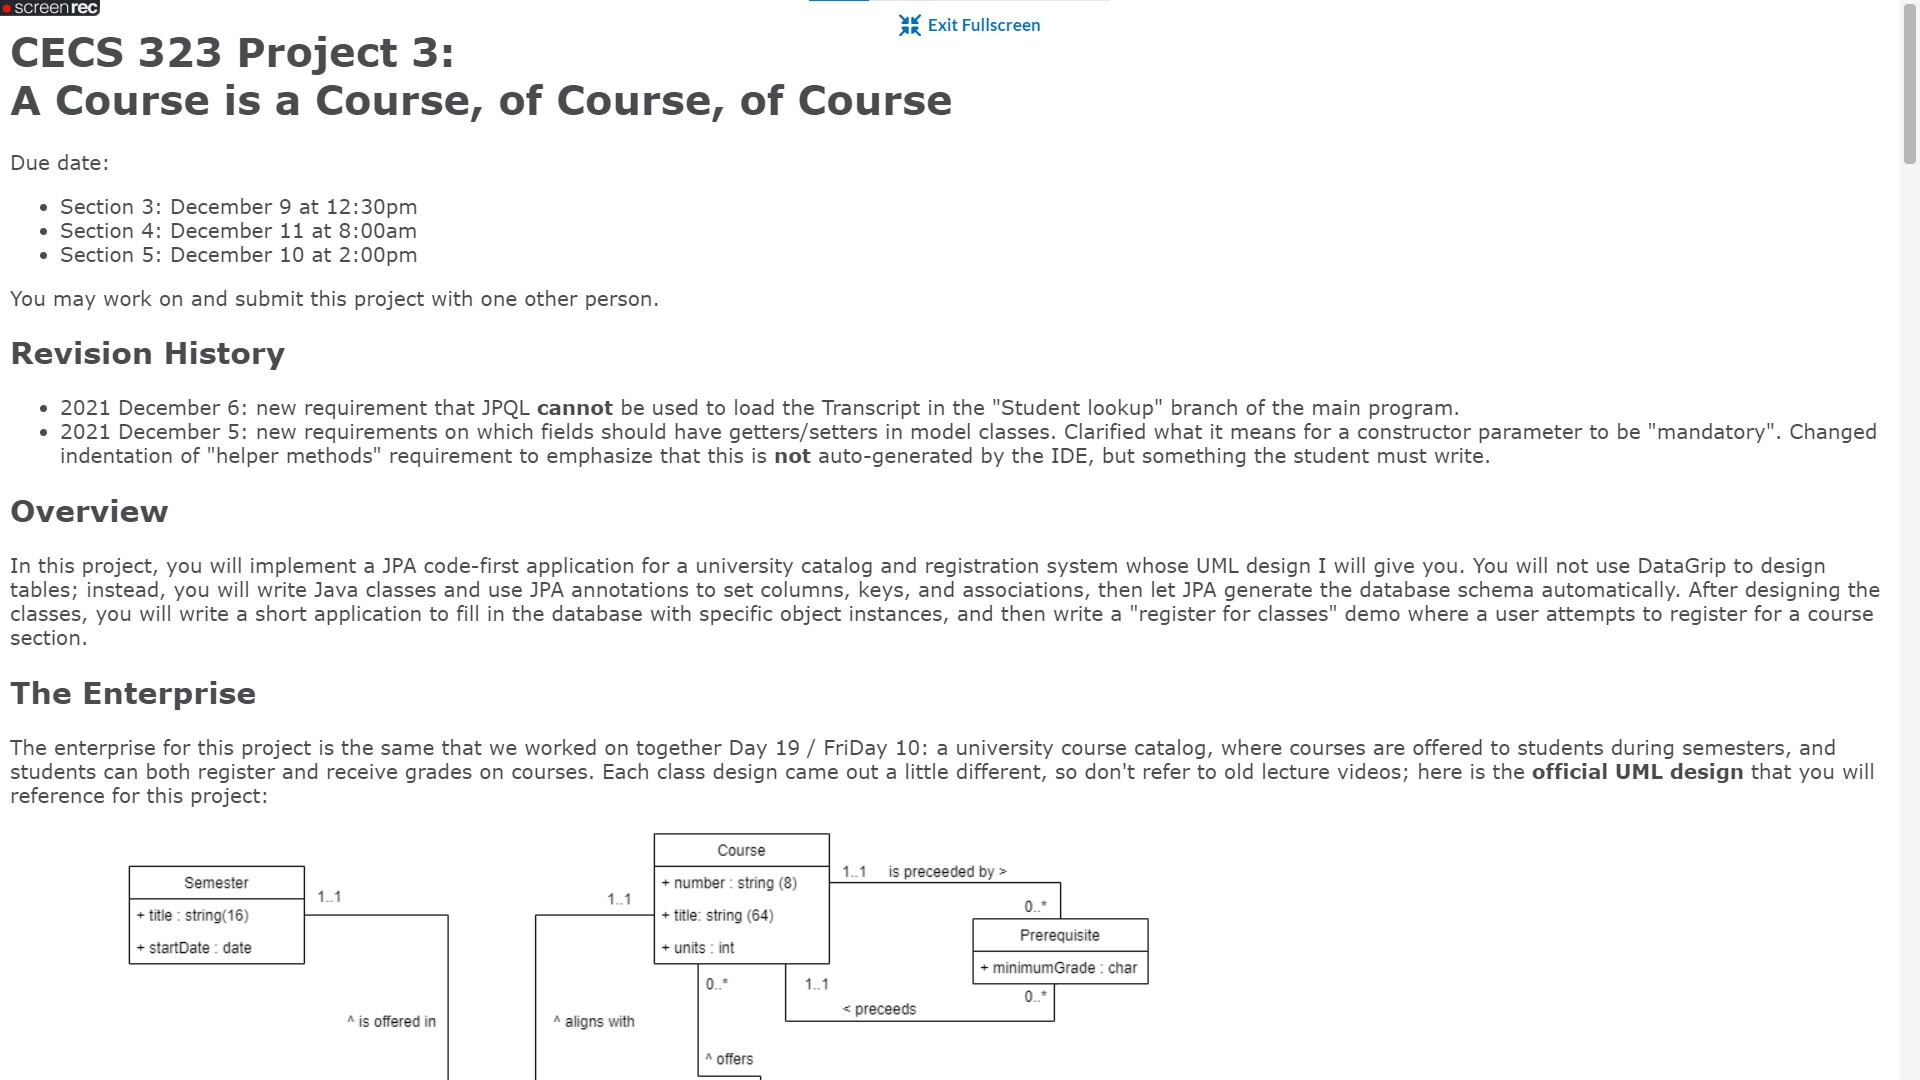 screenrec
Exit Fullscreen
CECS 323 Project 3:
A Course is a Course, of Course, of Course
Due date:
• Section 3: December 9 at 12:30pm
• Section 4: December 11 at 8:00am
• Section 5: December 10 at 2:00pm
You may work on and submit this project with one other person.
Revision History
• 2021 December 6: new requirement that JPQL cannot be used to load the Transcript in the "Student lookup" branch of the main program.
• 2021 December 5: new requirements on which fields should have getters/setters in model classes. Clarified what it means for a constructor parameter to be "mandatory". Changed
indentation of "helper methods" requirement to emphasize that this is not auto-generated by the IDE, but something the student must write.
Overview
In this project, you will implement a JPA code-first application for a university catalog and registration system whose UML design I will give you. You will not use DataGrip to design
tables; instead, you will write Java classes and use JPA annotations to set columns, keys, and associations, then let JPA generate the database schema automatically. After designing the
classes, you will write a short application to fill in the database with specific object instances, and then write a "register for classes" demo where a user attempts to register for a course
section.
The Enterprise
The enterprise for this project is the same that we worked on together Day 19 / FriDay 10: a university course catalog, where courses are offered to students during semesters, and
students can both register and receive grades on courses. Each class design came out a little different, so don't refer to old lecture videos; here is the official UML design that you will
reference for this project:
Semester
+ title : string(16)
+ startDate : date
1..1
^ is offered in
Course
+ number : string (8)
+ title: string (64)
+ units : int
1..1
^ aligns with
0..*
^ offers
1..1
< preceeds
1..1 is preceeded by >
0..*
Prerequisite
+ minimumGrade : char
0..*